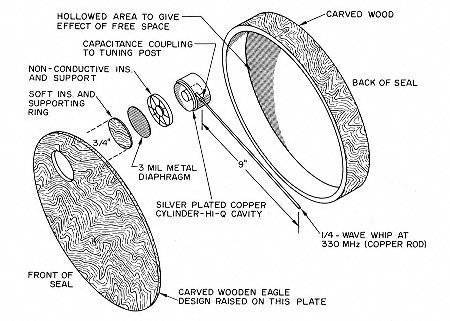 HOLLOWED AREA TO GIVE
EFFECT OF FREE SPACE
CARVED WOOD
CAPACITANCE COUPLING
TO TUNING POST
NON-CONDUCTIVE INS.
AND SUPPORT
BACK OF SEAL
SOFT INS. AND
SUPPORTING
RING
3/4"
9"
3 MIL METAL
DIAPHRAGM
SILVER PLATED COPPER
CYLINDER-HI-Q CAVITY
1/4 - WAVE WHIP AT
330 MHz (COPPER ROD)
FRONT OF
SEAL
CARVED WOODEN EAGLE
DESIGN RAISED ON THIS PLATE